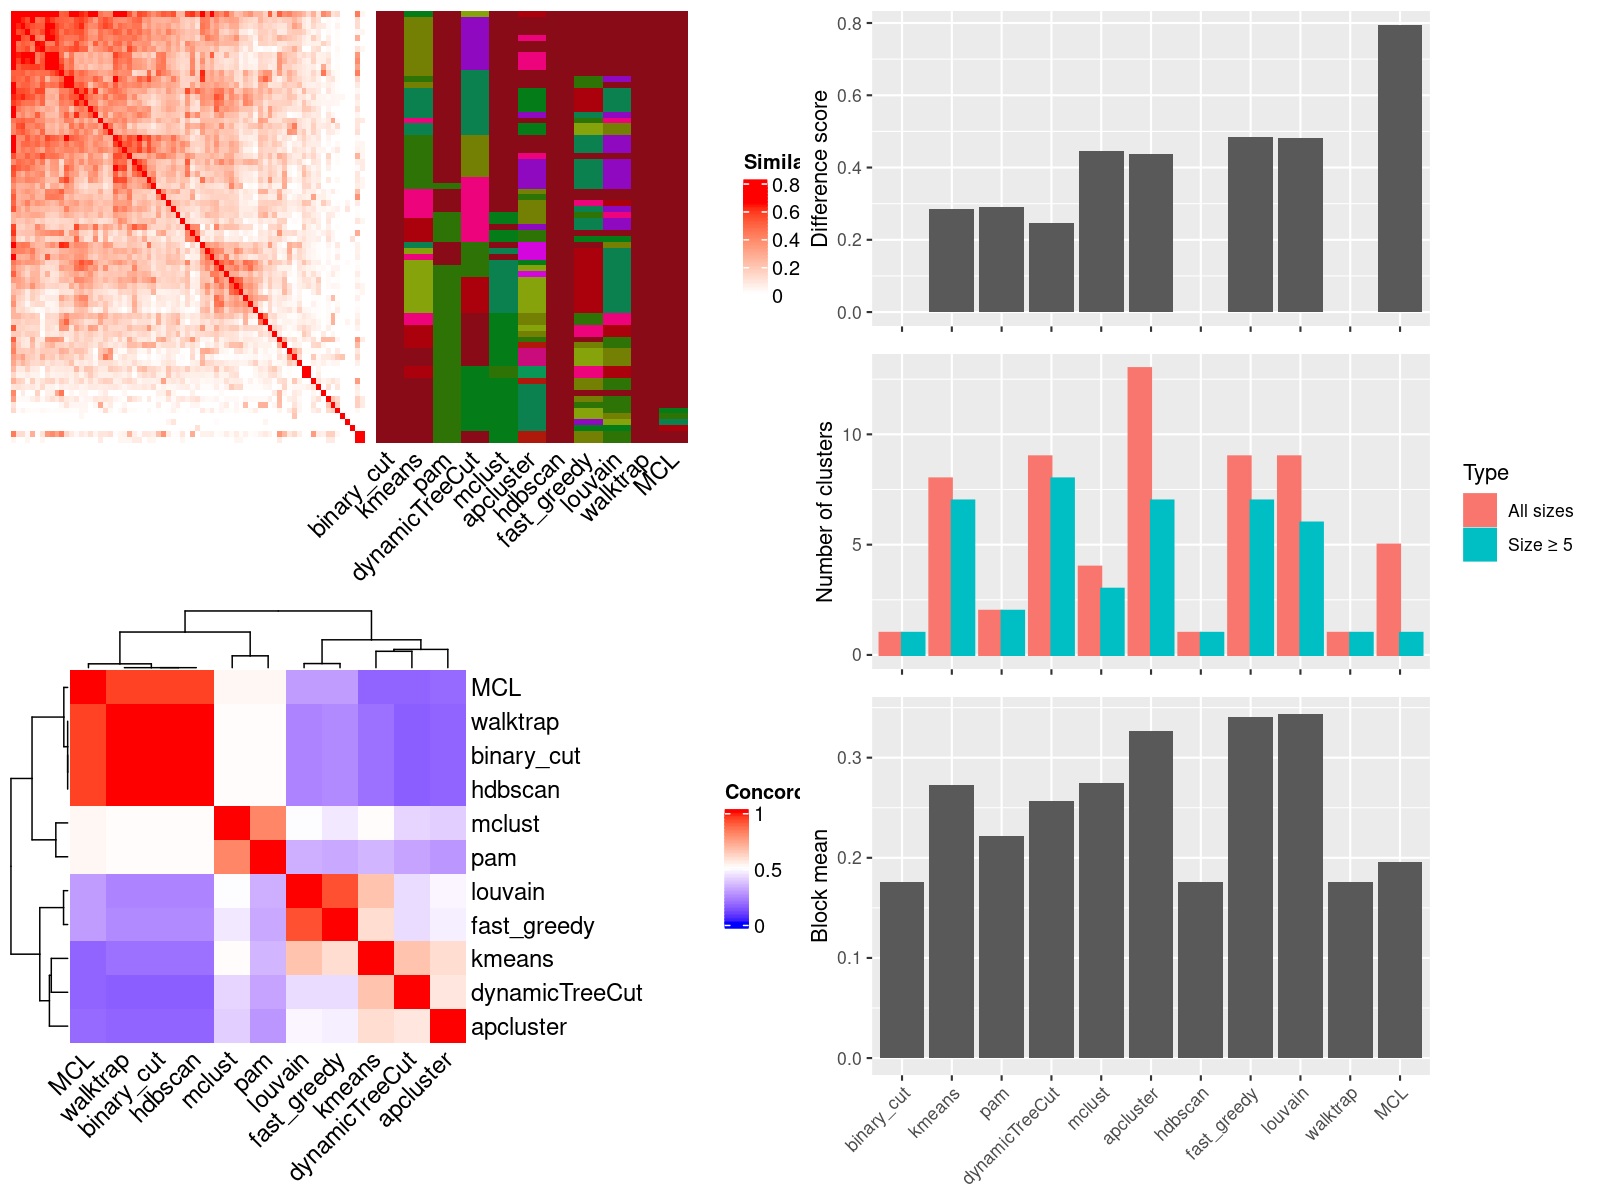 Simila
0.8
0.6
0.4
0.2
0
binary_cut
kmeans
pam
dynamicTreeCut
mclust
apcluster
hdbscan
fast_greedy
louvain
walktrap
MCL
MCL
walktrap
binary_cut
hdbscan
mclust
pam
louvain
fast_greedy
kmeans
dynamicTreeCut
apcluster
MCL
walktrap
binary_cut
hdbscan
mclust
pam
louvain
fast_greedy
kmeans
dynamicTreeCut
apcluster
Concord
1
0.5
0
Difference score
0.8
0.6
0.4
0.2
0.0
Number of clusters
10
5
0
Type
All sizes
Size ≥ 5
Block mean
0.3
0.2
0.1
0.0
binary_cut
kmeans
pam
dynamicTreeCut
mclust
apcluster
hdbscan
fast_greedy
louvain
walktrap
MCL